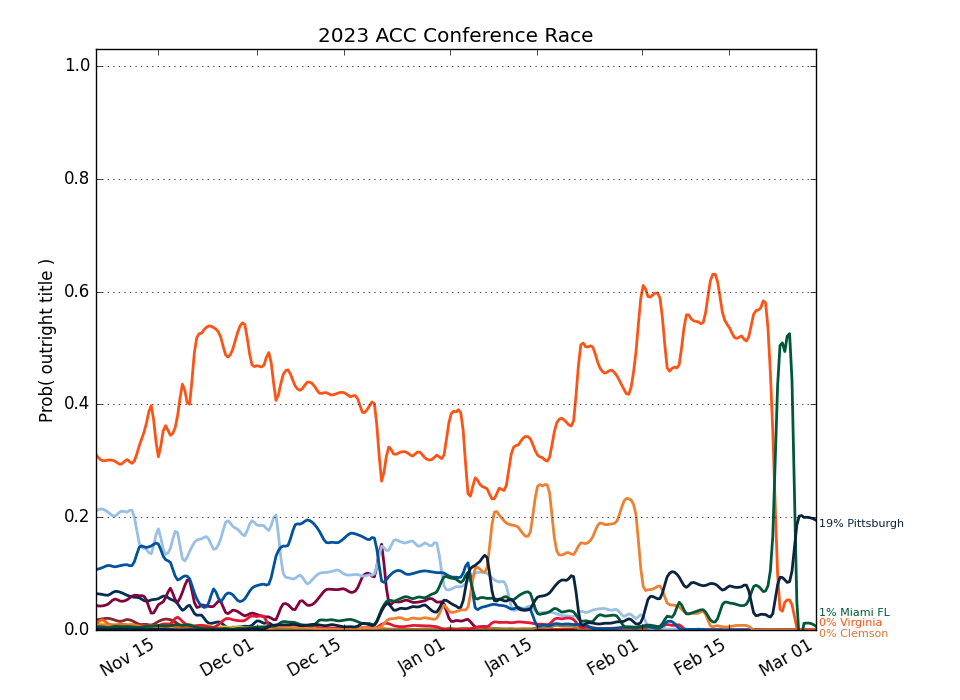 2023 ACC Conference Race
Prob( outright title )
1.0
0.8
0.6
0.4
0.2
0.0
19% Pittsburgh
1% Miami FL
0% Virginia
0% Clemson
Nov 15
Dec 01
Dec 15
Jan 01
Jan 15
Feb 01
Feb 15
Mar 01